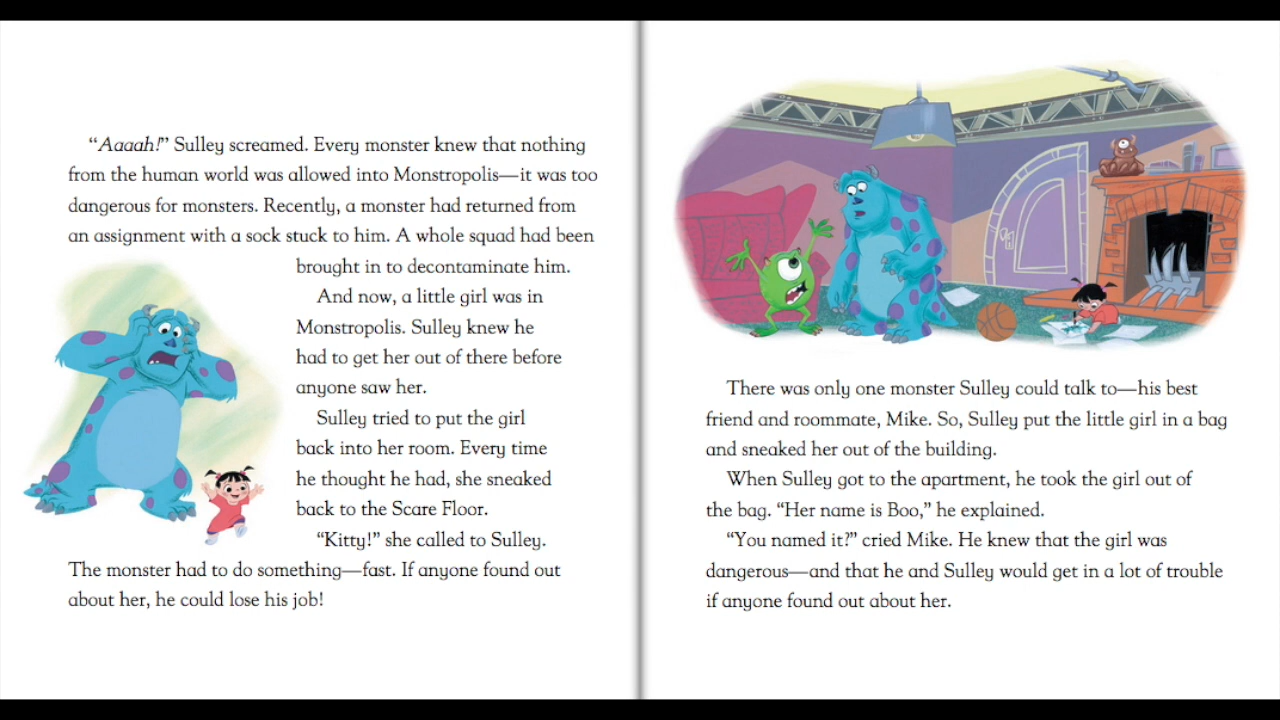 “Aaaah!” Sulley screamed. Every monster knew that nothing
from the human world was allowed into Monstropolis—it was too
dangerous for monsters. Recently, a monster had returned from
an assignment with a sock stuck to him. A whole squad had been
brought in to decontaminate him.
And now, a little girl was in
Monstropolis. Sulley knew he
had to get her out of there before
anyone saw her.
Sulley tried to put the girl
back into her room. Every time
he thought he had, she sneaked
back to the Scare Floor.
“Kitty!” she called to Sulley.
The monster had to do something—fast. If anyone found out
about her, he could lose his job!
There was only one monster Sulley could talk to—his best
friend and roommate, Mike. So, Sulley put the little girl in a bag
and sneaked her out of the building.
When Sulley got to the apartment, he took the girl out of
the bag. “Her name is Boo,” he explained.
“You named it?” cried Mike. He knew that the girl was
dangerous—and that he and Sulley would get in a lot of trouble
if anyone found out about her.